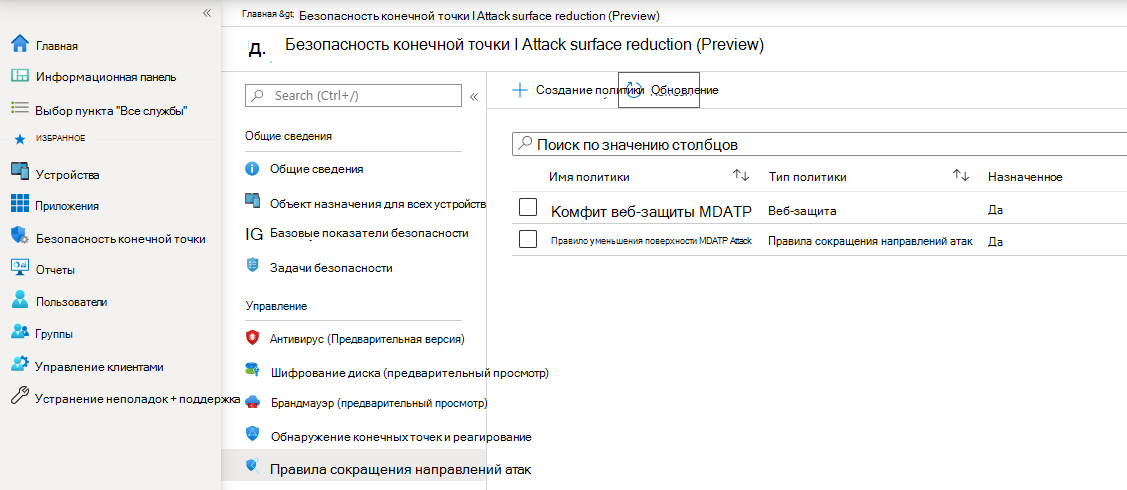 Главная &gt; Безопасность конечной точки I Attack surface reduction (Preview)
Д. Безопасность конечной точки I Attack surface reduction (Preview)
Главная
Информационная панель
Выбор пункта "Все службы"
ИЗБРАННОЕ
Устройства
Приложения
Безопасность конечной точки
Отчеты
Пользователи
Группы
Управление клиентами
Устранение неполадок + поддержка
Search (Ctrl+/)
Общие сведения
Общие сведения
Объект назначения для всех устройств
IG Базовые показатели безопасности
Задачи безопасности
Управление
Антивирус (Предварительная версия)
Шифрование диска (предварительный просмотр)
Брандмауэр (предварительный просмотр)
Обнаружение конечных точек и реагирование
Правила сокращения направлений атак
Создание политики Обновление
Поиск по значению столбцов
Имя политики Тип политики Назначенное
Комфит веб-защиты MDATP Веб-защита Да
Правило уменьшения поверхности MDATP Attack Правила сокращения направлений атак Да